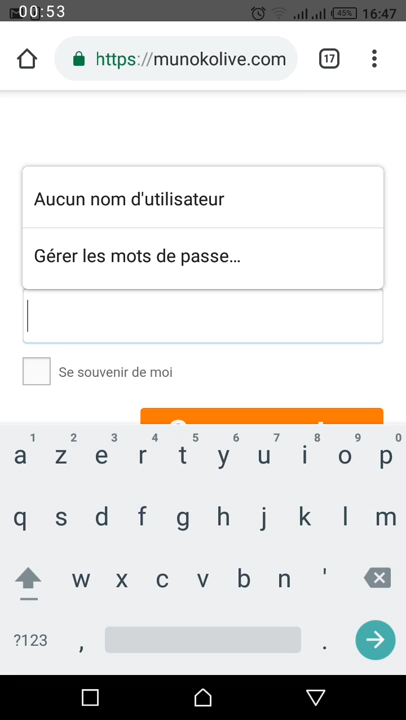 00:53
45% 16:47
https://munokolive.com 17
Aucun nom d'utilisateur
Gérer les mots de passe…
Se souvenir de moi
1 2 3 4 5 6 7 8 9 0
a z e r t y u i o p
q s d f g h j k l m
w x c v b n '
?123 , .